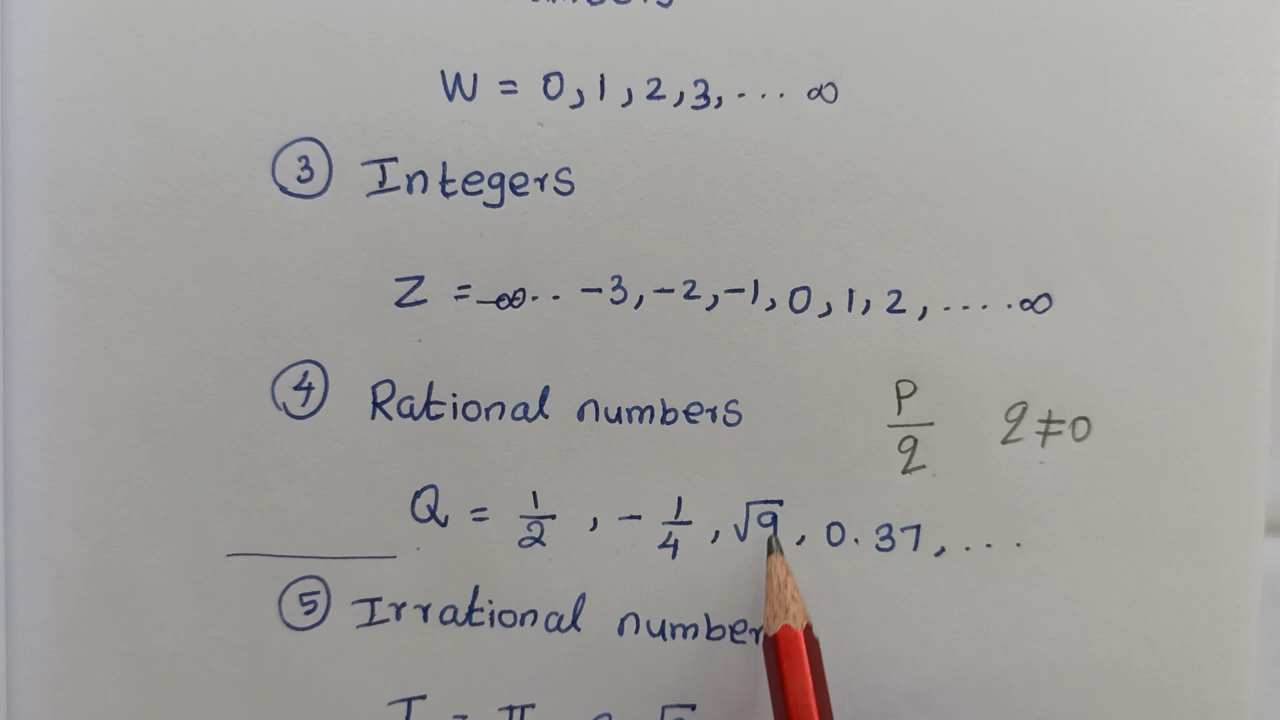 W = 0, 1, 2, 3, ... ∞
③ Integers
Z = -∞.. -3, -2, -1, 0, 1, 2, .... ∞
④ Rational numbers
P/q q≠0
Q = 1/2, -1/4, √9, 0.37, ...
⑤ Irrational number
I = π